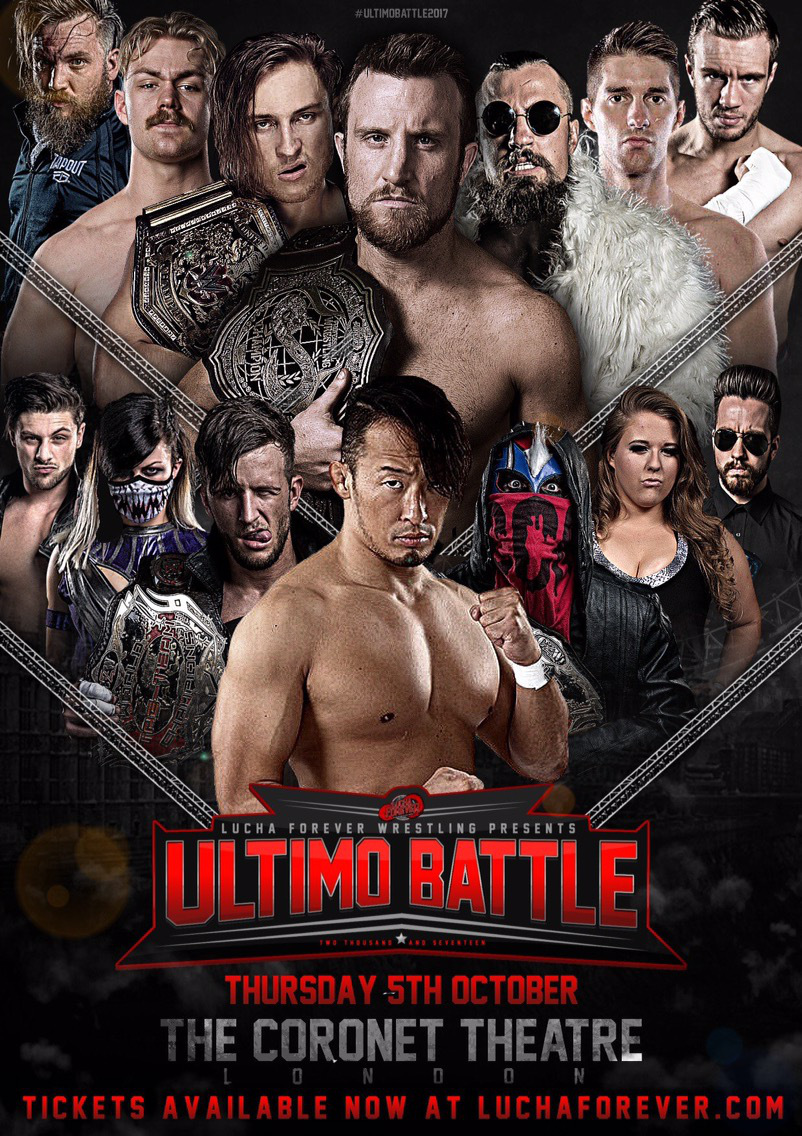 #ULTIMOBATTLE2017
TAPOUT
LUCHA FOREVER WRESTLING PRESENTS
ULTIMO BATTLE
TWO THOUSAND AND SEVENTEEN
THURSDAY 5TH OCTOBER
THE CORONET THEATRE
LONDON
TICKETS AVAILABLE NOW AT LUCHAFOREVER.COM